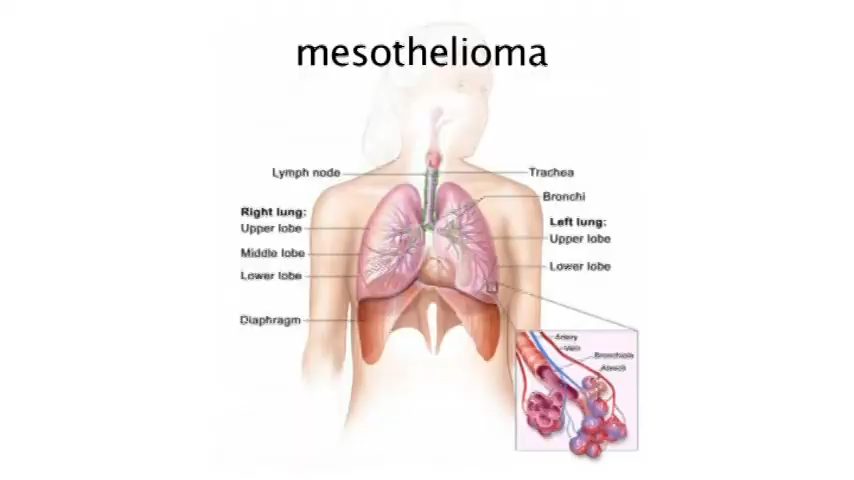 mesothelioma
Lymph node
Trachea
Bronchi
Right lung:
Upper lobe
Middle lobe
Lower lobe
Left lung:
Upper lobe
Lower lobe
Diaphragm
Artery
Vein
Bronchiole
Alveoli